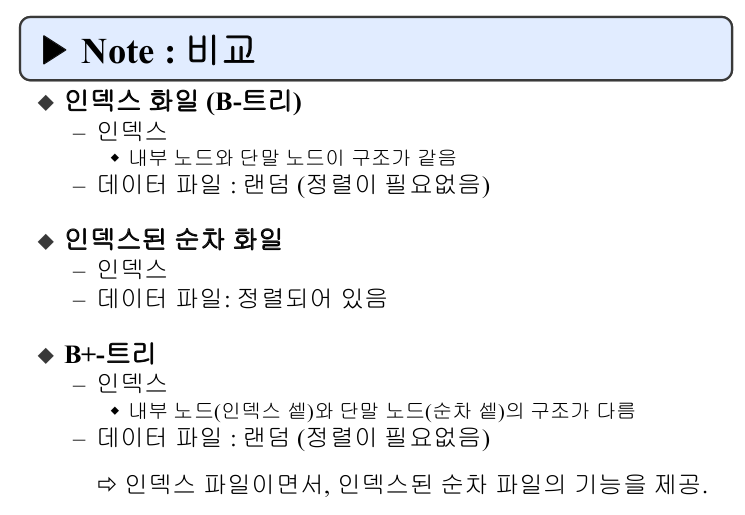 ▶ Note : 비교
◆ 인덱스 화일 (B-트리)
– 인덱스
◆ 내부 노드와 단말 노드이 구조가 같음
– 데이터 파일 : 랜덤 (정렬이 필요없음)
◆ 인덱스된 순차 화일
– 인덱스
– 데이터 파일: 정렬되어 있음
◆ B+-트리
– 인덱스
◆ 내부 노드(인덱스 셑)와 단말 노드(순차 셑)의 구조가 다름
– 데이터 파일 : 랜덤 (정렬이 필요없음)
⇨ 인덱스 파일이면서, 인덱스된 순차 파일의 기능을 제공.